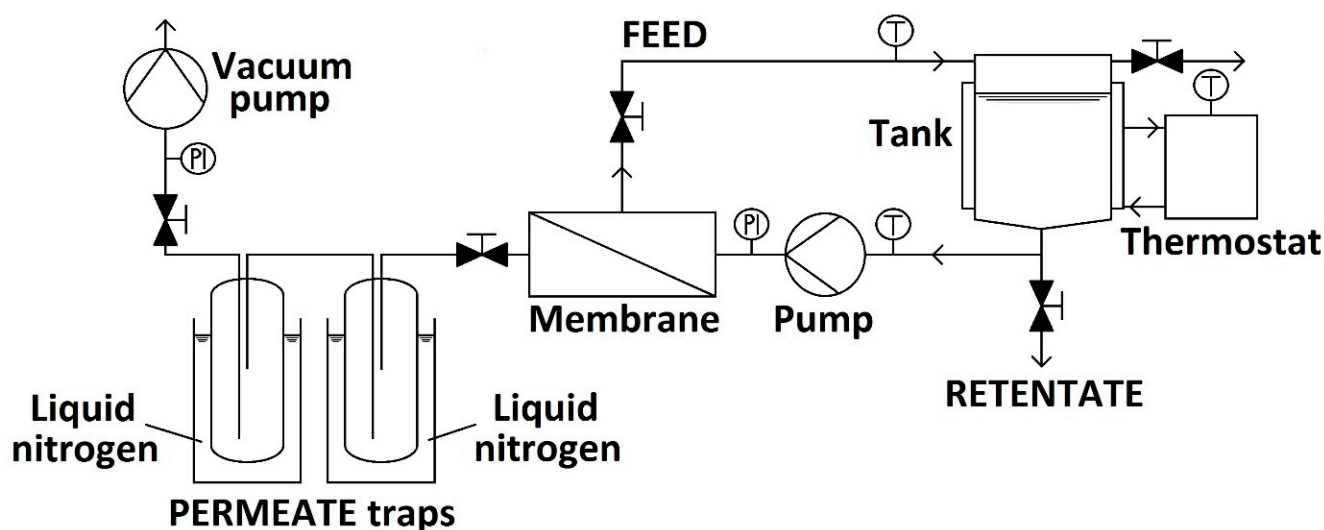 FEED
T
T
Vacuum
pump
Tank
PI
PI
T
Thermostat
Membrane
Pump
RETENTATE
Liquid
nitrogen
Liquid
nitrogen
PERMEATE traps